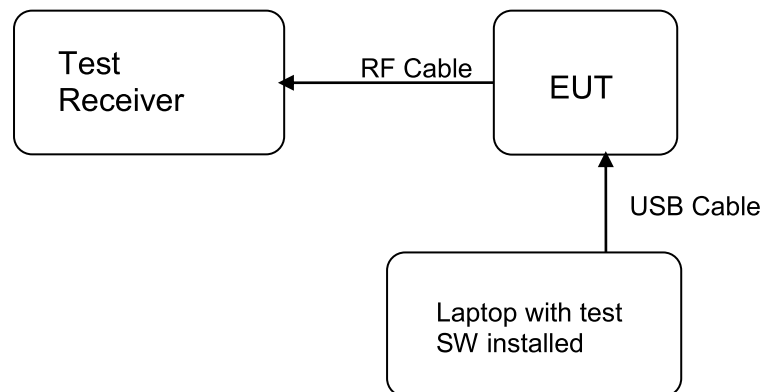 Test
Receiver
RF Cable
EUT
USB Cable
Laptop with test
SW installed